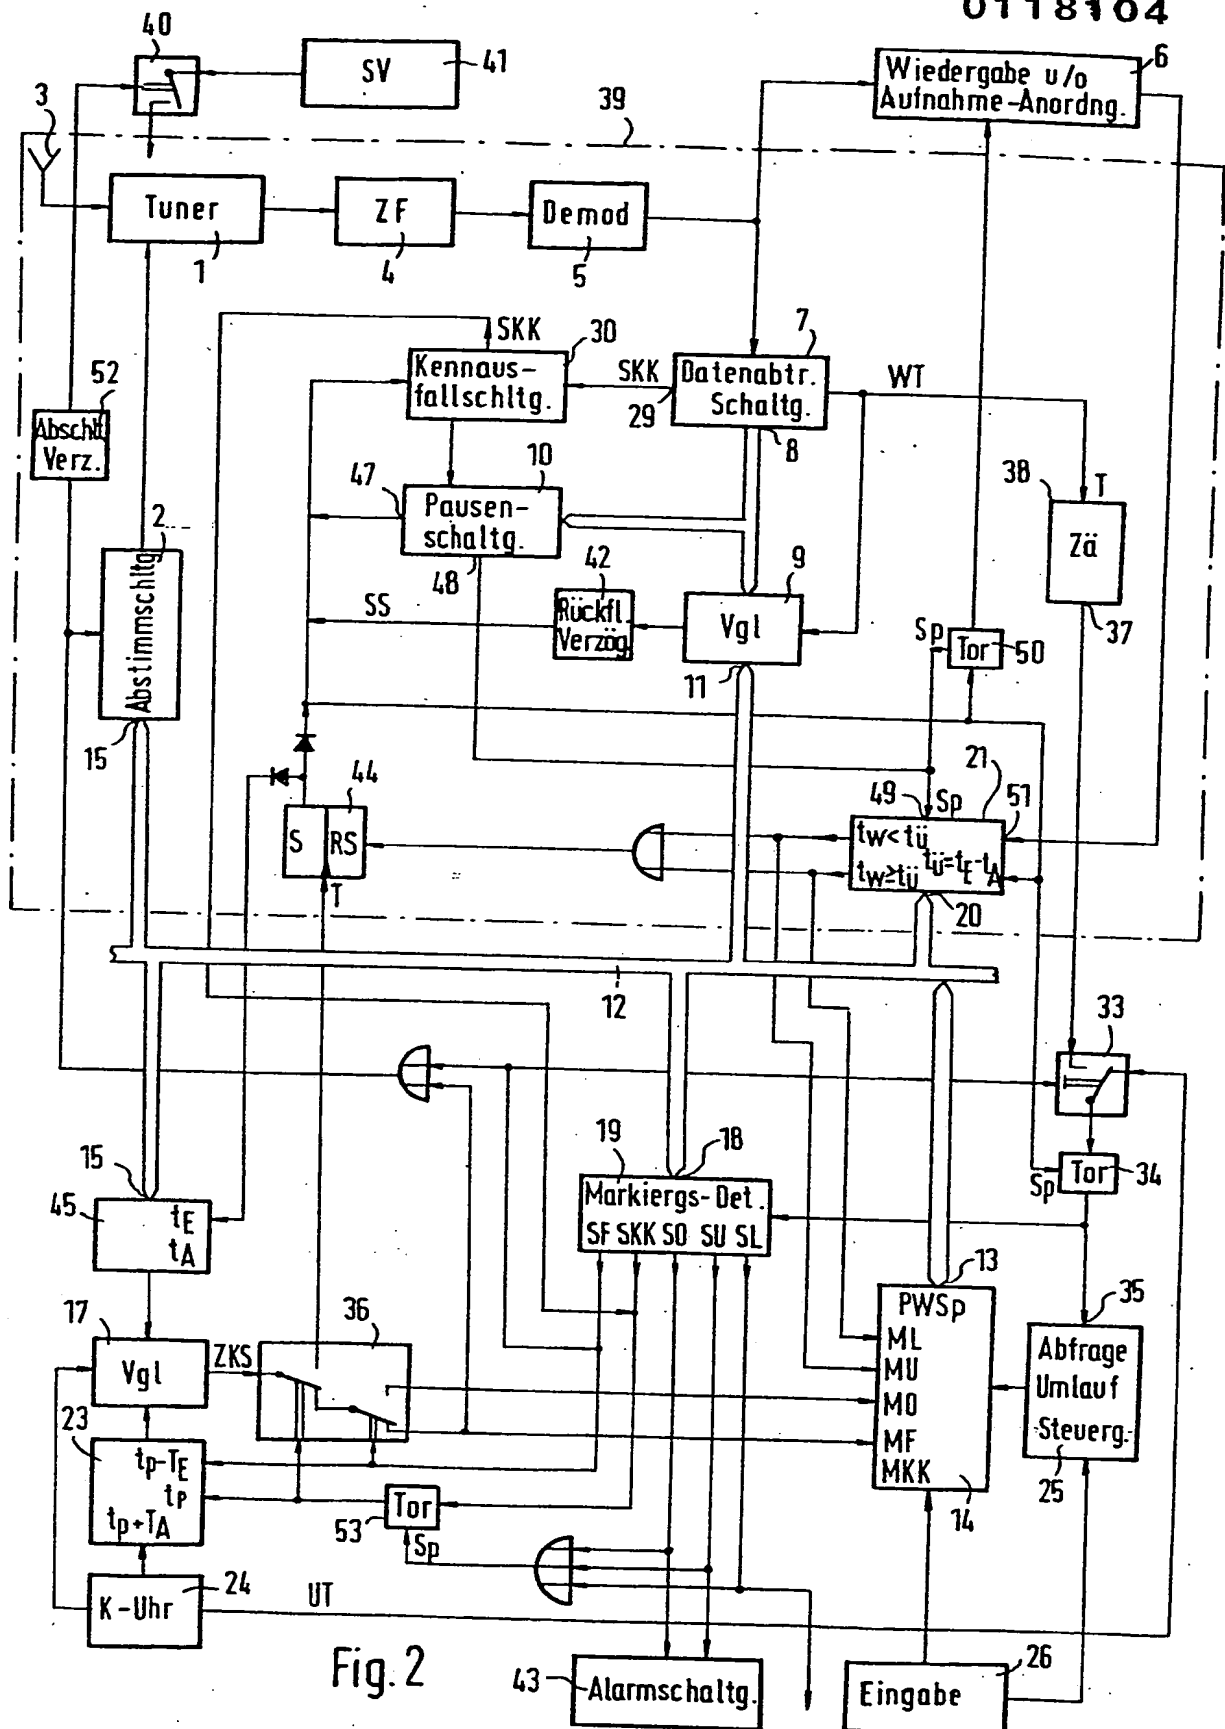 0118104
40
SV
41
Wiedergabe u/o
Aufnahme-Anordng.
6
3
39
Tuner
1
ZF
4
Demod
5
SKK
30
Kennaus-
fallschltg.
SKK
29
7
Datenabtr.
Schaltg.
8
WT
52
Abschlt.
Verz.
47
10
Pausen-
schaltg.
48
38
T
Zä
37
2
Abstimmschltg
15
SS
42
Rückfl.
Verzög.
9
Vgl
11
Sp
Tor
50
44
S
RS
T
49
Sp
21
51
tw<tü
tw≥tü
tü=tE-tA
20
12
33
15
45
tE
tA
19
18
Markiergs-Det.
SF SKK SO SU SL
Sp
Tor
34
13
PWSp
ML
MU
MO
MF
MKK
14
35
Abfrage
Umlauf
Steuerg.
25
17
Vgl
ZKS
36
23
tp-TE
tp
tp+TA
Tor
53
Sp
K-Uhr
24
UT
Fig. 2
43
Alarmschaltg.
26
Eingabe